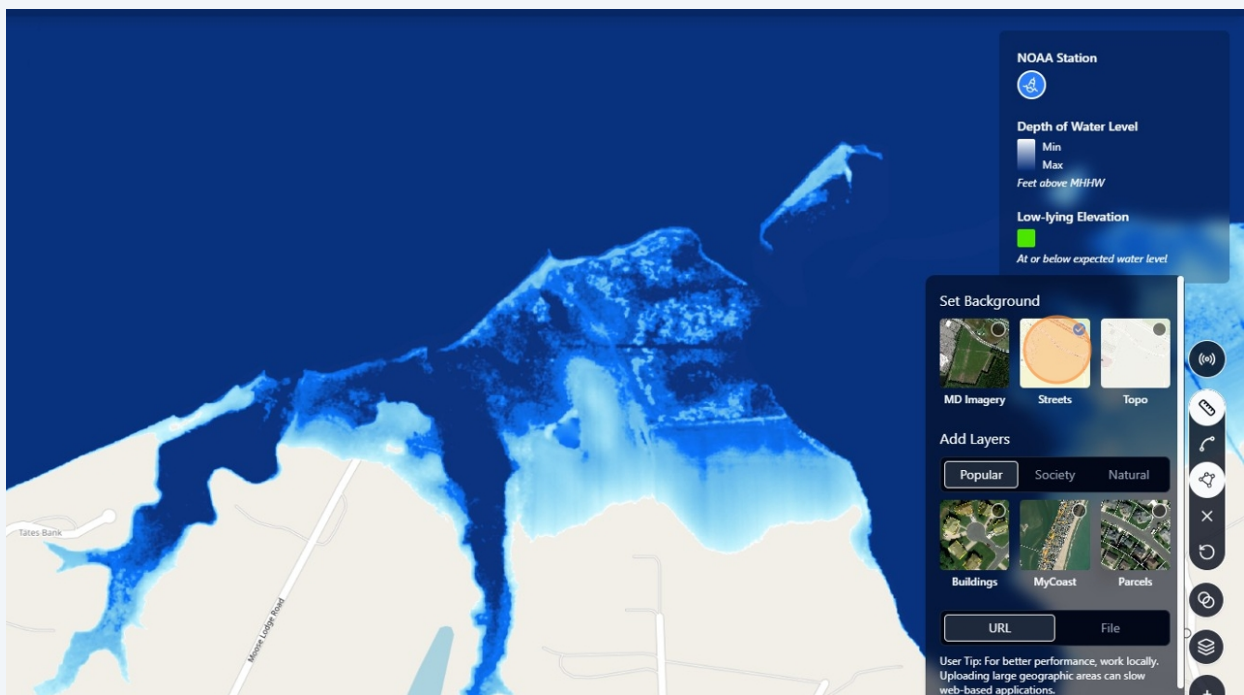 NOAA Station
Depth of Water Level
Min
Max
Feet above MHHW
Low-lying Elevation
At or below expected water level
Set Background
MD Imagery
Streets
Topo
Add Layers
Popular
Society
Natural
Buildings
MyCoast
Parcels
URL
File
User Tip: For better performance, work locally.
Uploading large geographic areas can slow
web-based applications.
Tates Bank
Moose Lodge Road